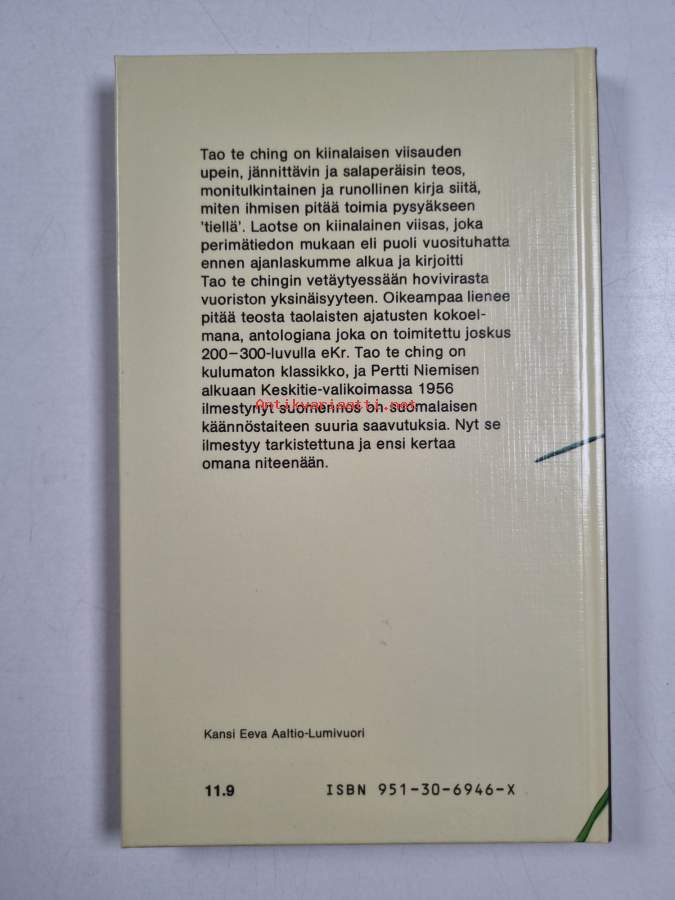 Tao te ching on kiinalaisen viisauden
upein, jännittävin ja salaperäisin teos,
monitulkintainen ja runollinen kirja siitä,
miten ihmisen pitää toimia pysyäkseen
'tiellä'. Laotse on kiinalainen viisas, joka
perimätiedon mukaan eli puoli vuosituhatta
ennen ajanlaskumme alkua ja kirjoitti
Tao te chingin vetäytyessään hovivirasta
vuoriston yksinäisyyteen. Oikeampaa lienee
pitää teosta taolaisten ajatusten kokoel-
mana, antologiana joka on toimitettu joskus
200–300-luvulla eKr. Tao te ching on
kulumaton klassikko, ja Pertti Niemisen
alkuaan Keskitie-valikoimassa 1956
Antikvariaatti.net
ilmestynyt suomennos on suomalaisen
käännöstaiteen suuria saavutuksia. Nyt se
ilmestyy tarkistettuna ja ensi kertaa
omana niteenään.
Kansi Eeva Aaltio-Lumivuori
11.9 ISBN 951-30-6946-X